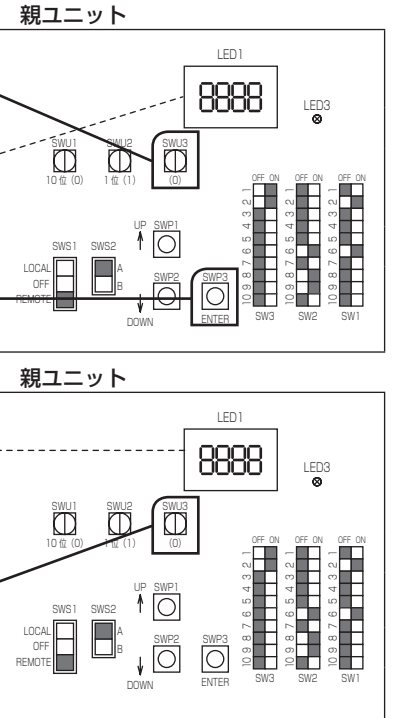 親ユニット
LED1
8888
LED3
SWU1 SWU2 SWU3
10位 (0) 1位 (1) (0)
OFF ON OFF ON OFF ON
UP SWP1
SWS1 SWS2
LOCAL
OFF
REMOTE
A
B
SWP2 SWP3
DOWN ENTER
1 2 3 4 5 6 7 8 9 10
1 2 3 4 5 6 7 8 9 10
1 2 3 4 5 6 7 8 9 10
SW3 SW2 SW1
親ユニット
LED1
8888
LED3
SWU1 SWU2 SWU3
10位 (0) 1位 (1) (0)
OFF ON OFF ON OFF ON
UP SWP1
SWS1 SWS2
LOCAL
OFF
REMOTE
A
B
SWP2 SWP3
DOWN ENTER
1 2 3 4 5 6 7 8 9 10
1 2 3 4 5 6 7 8 9 10
1 2 3 4 5 6 7 8 9 10
SW3 SW2 SW1